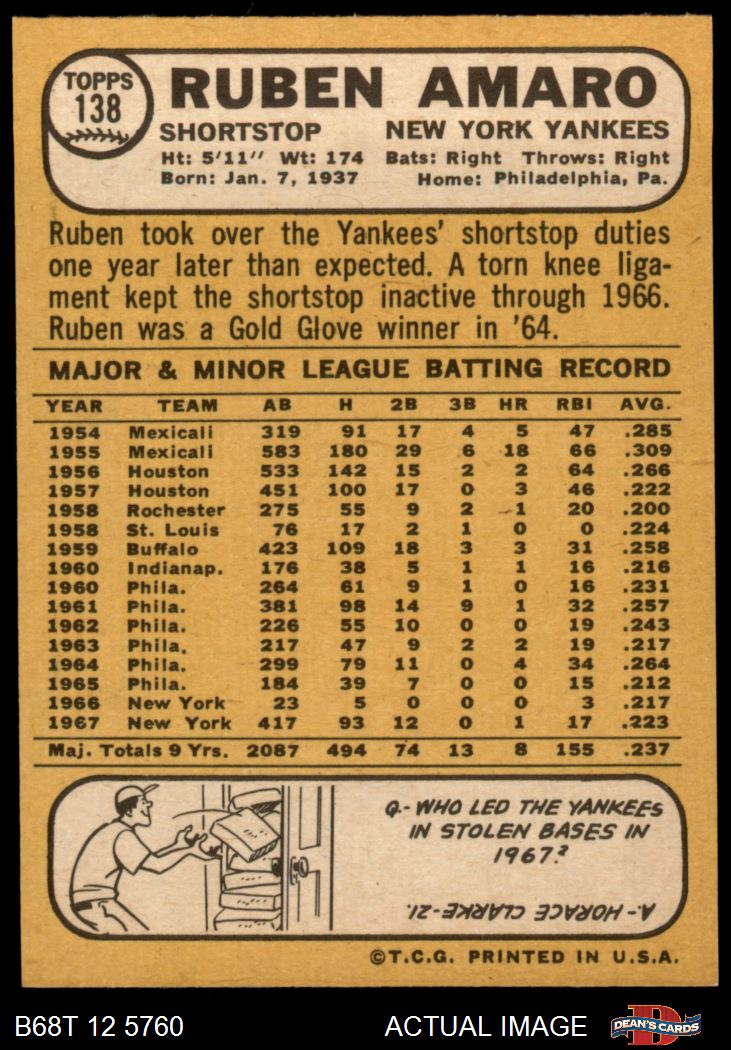 TOPPS
138
RUBEN AMARO
SHORTSTOP NEW YORK YANKEES
Ht: 5'11" Wt: 174 Bats: Right Throws: Right
Born: Jan. 7, 1937 Home: Philadelphia, Pa.
Ruben took over the Yankees' shortstop duties
one year later than expected. A torn knee liga-
ment kept the shortstop inactive through 1966.
Ruben was a Gold Glove winner in '64.
MAJOR & MINOR LEAGUE BATTING RECORD
YEAR TEAM AB H 2B 3B HR RBI AVG.
1954 Mexicali 319 91 17 4 5 47 .285
1955 Mexicali 583 180 29 6 18 66 .309
1956 Houston 533 142 15 2 2 64 .266
1957 Houston 451 100 17 0 3 46 .222
1958 Rochester 275 55 9 2 1 20 .200
1958 St. Louis 76 17 2 1 0 0 .224
1959 Buffalo 423 109 18 3 3 31 .258
1960 Indianap. 176 38 5 1 1 16 .216
1960 Phila. 264 61 9 1 0 16 .231
1961 Phila. 381 98 14 9 1 32 .257
1962 Phila. 226 55 10 0 0 19 .243
1963 Phila. 217 47 9 2 2 19 .217
1964 Phila. 299 79 11 0 4 34 .264
1965 Phila. 184 39 7 0 0 15 .212
1966 New York 23 5 0 0 0 3 .217
1967 New York 417 93 12 0 1 17 .223
Maj. Totals 9 Yrs. 2087 494 74 13 8 155 .237
Q.- WHO LED THE YANKEES
IN STOLEN BASES IN
1967?
A- HORACE CLARKE-21.
©T.C.G. PRINTED IN U.S.A.
B68T 12 5760 ACTUAL IMAGE D DEAN'S CARDS